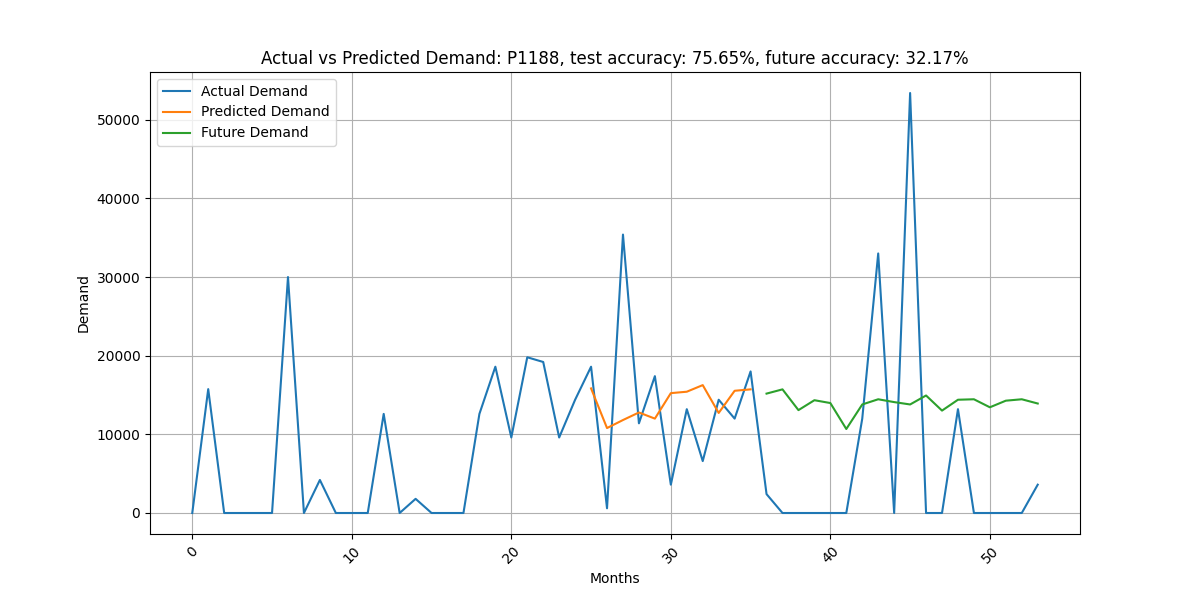 Actual vs Predicted Demand: P1188, test accuracy: 75.65%, future accuracy: 32.17%
Actual Demand
Predicted Demand
Future Demand
50000
40000
30000
20000
10000
0
Demand
0
10
20
30
40
50
Months